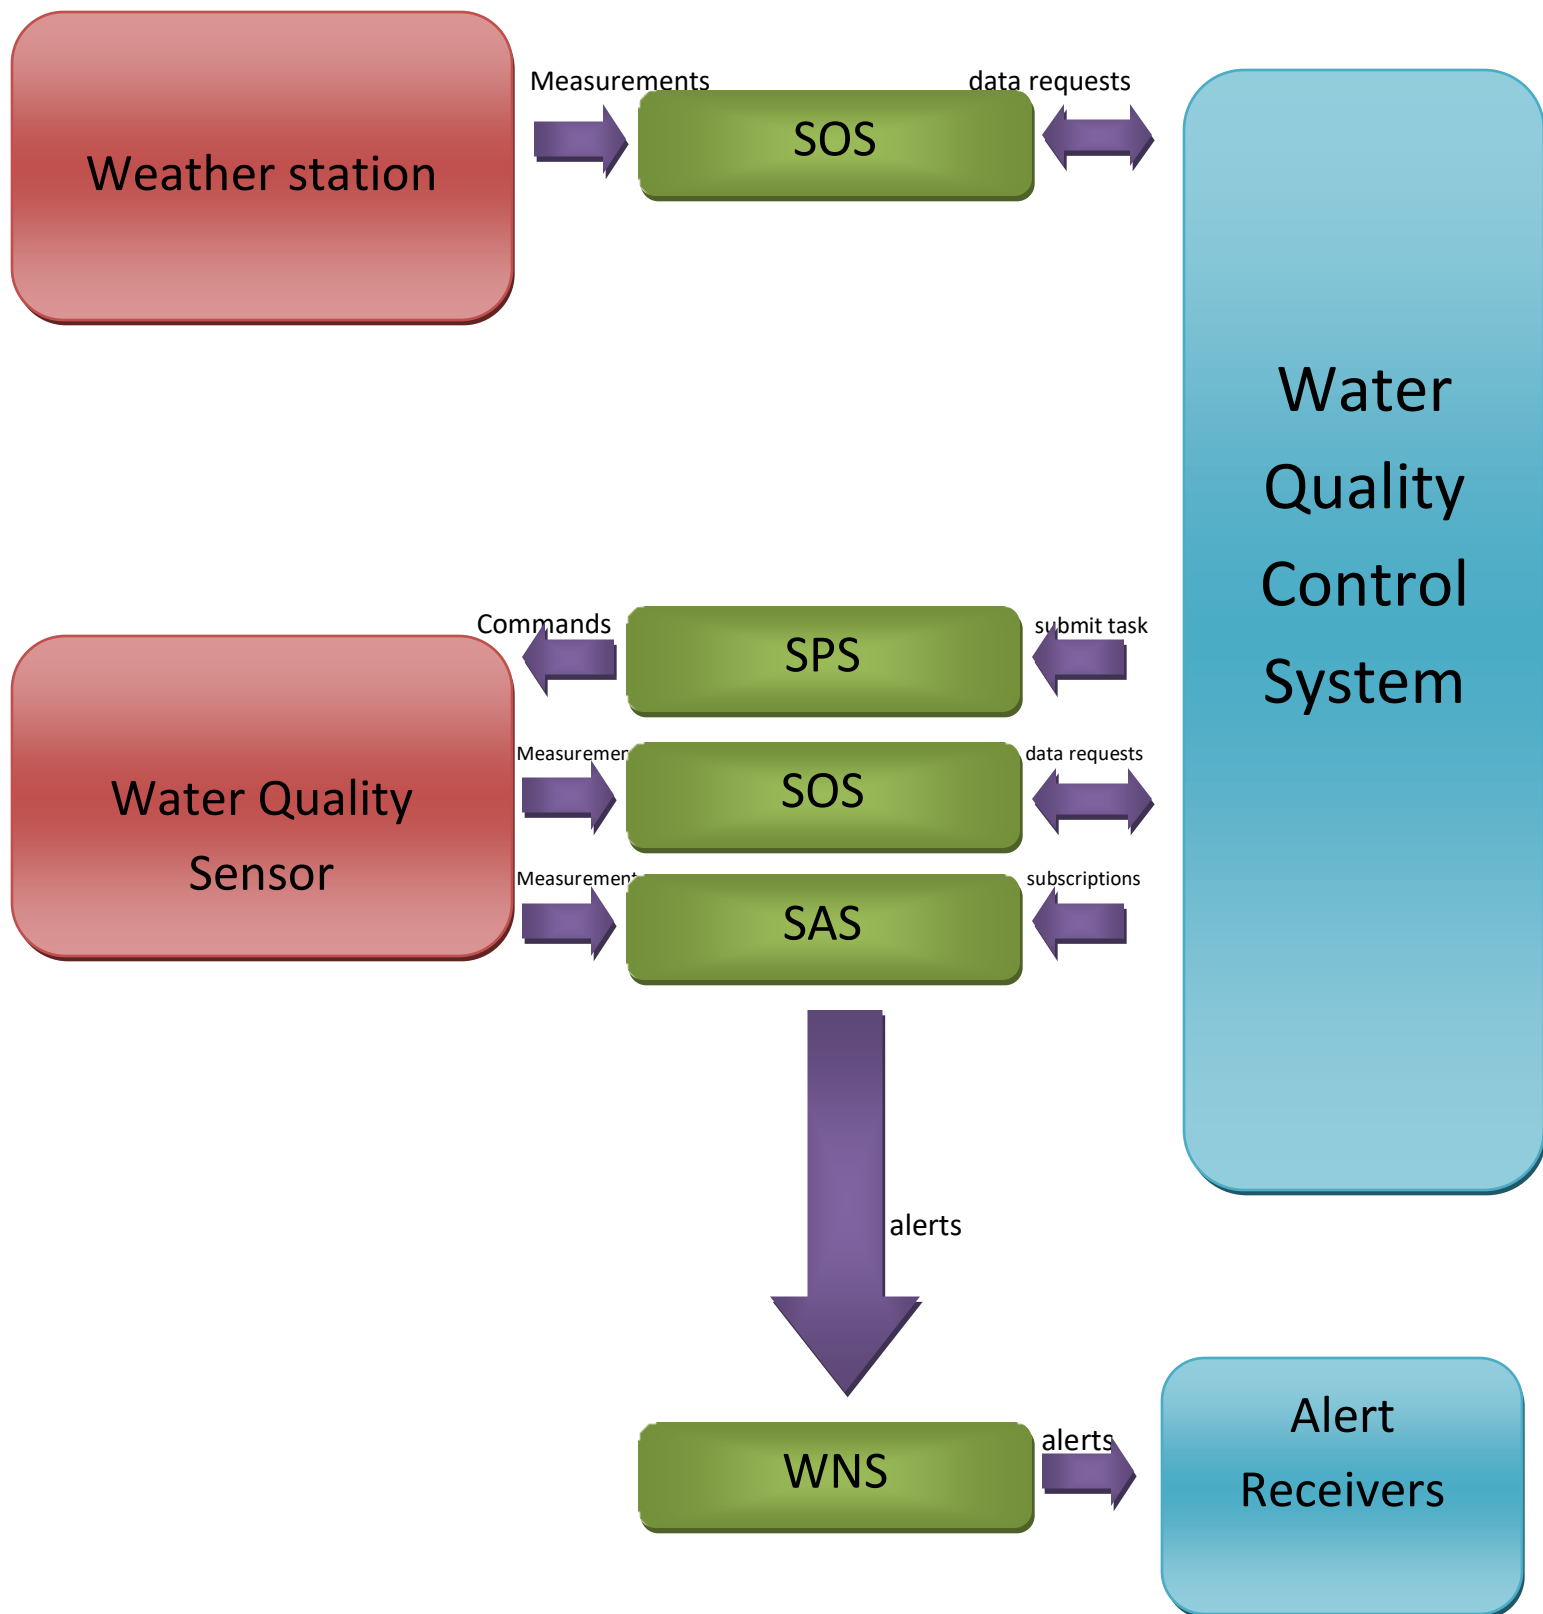 Measurements
data requests
Weather station
SOS
Water
Quality
Control
System
Commands
submit task
SPS
Water Quality
Sensor
data requests
SOS
subscriptions
SAS
alerts
WNS
alerts
Alert
Receivers